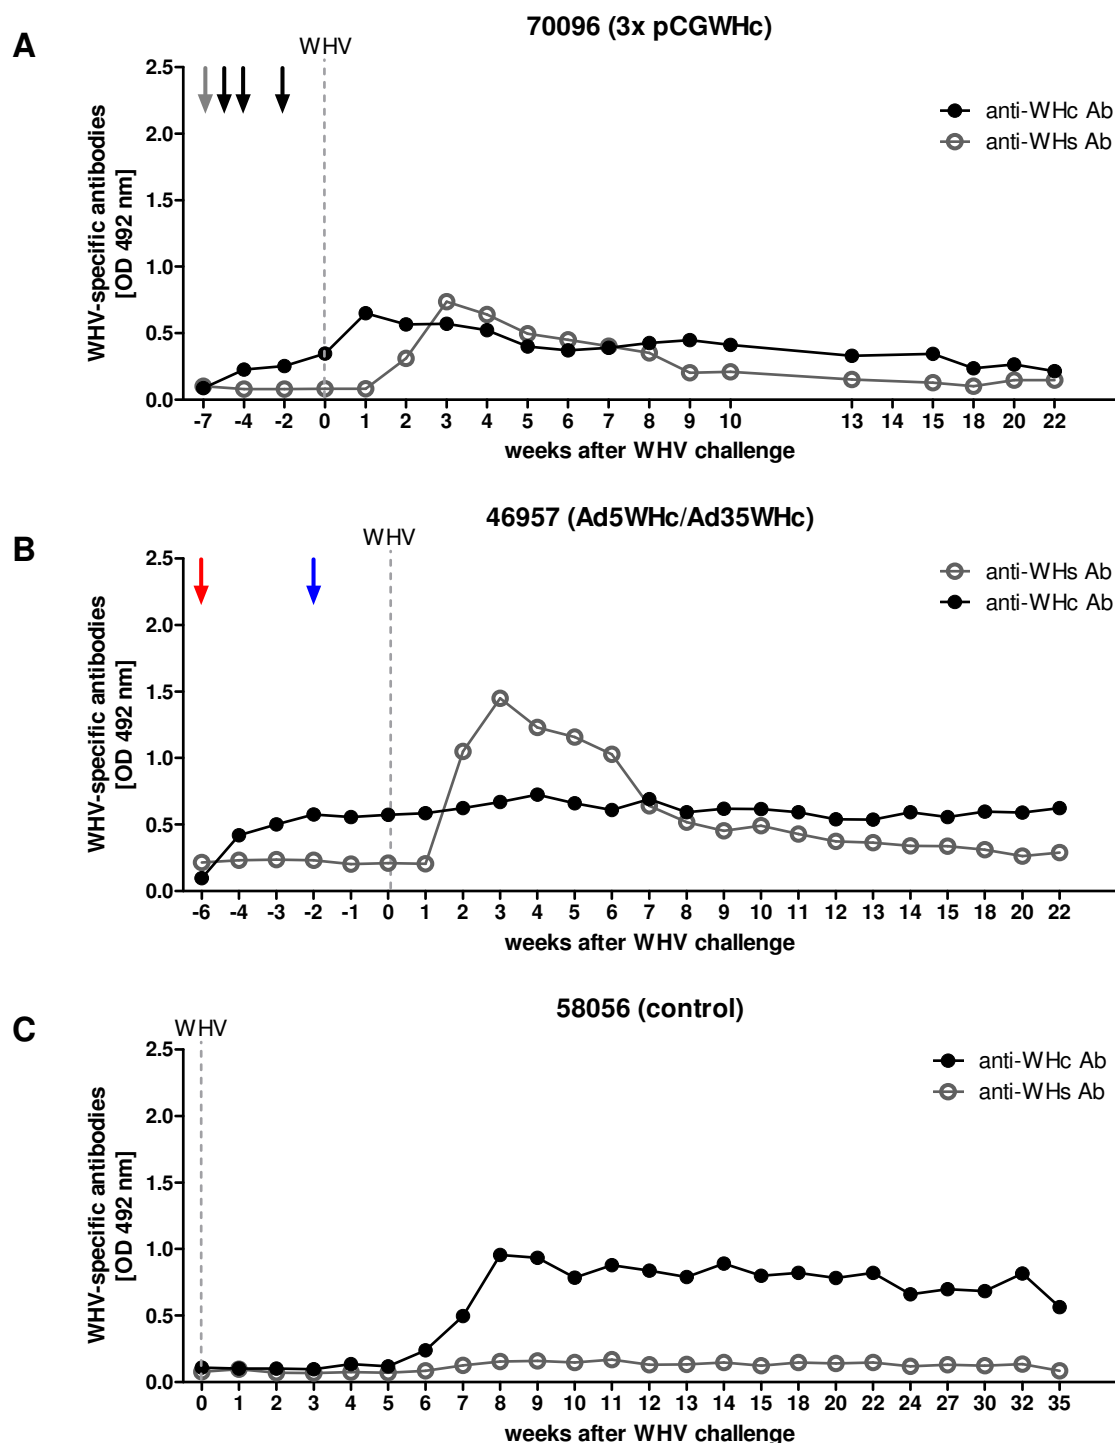 A
70096 (3x pCGWHc)
WHV
2.5
2.0
1.5
1.0
0.5
0.0
WHV-specific antibodies
[OD 492 nm]
anti-WHc Ab
anti-WHs Ab
-7 -4 -2 0 1 2 3 4 5 6 7 8 9 10 13 14 15 18 20 22
weeks after WHV challenge
B
46957 (Ad5WHc/Ad35WHc)
WHV
2.5
2.0
1.5
1.0
0.5
0.0
WHV-specific antibodies
[OD 492 nm]
anti-WHs Ab
anti-WHc Ab
-6 -4 -3 -2 -1 0 1 2 3 4 5 6 7 8 9 10 11 12 13 14 15 18 20 22
weeks after WHV challenge
C
58056 (control)
WHV
2.5
2.0
1.5
1.0
0.5
0.0
WHV-specific antibodies
[OD 492 nm]
anti-WHc Ab
anti-WHs Ab
0 1 2 3 4 5 6 7 8 9 10 11 12 13 14 15 18 20 22 24 27 30 32 35
weeks after WHV challenge